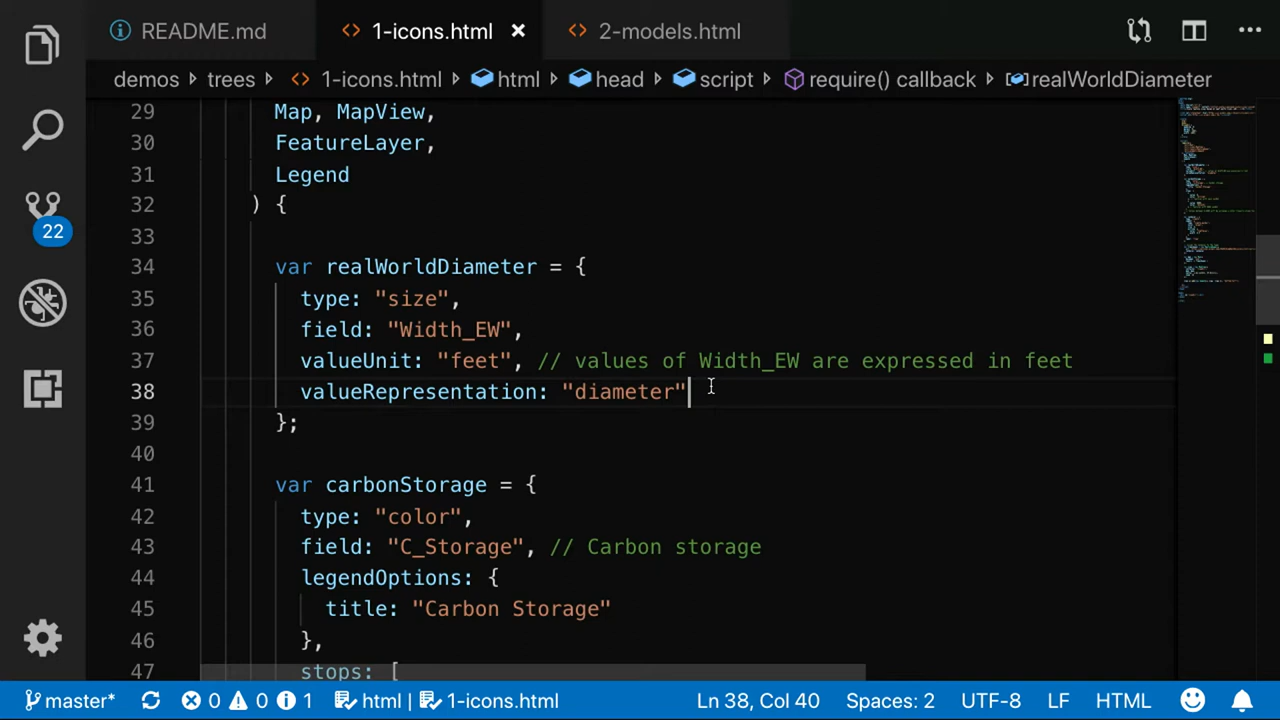 README.md
1-icons.html
2-models.html
demos > trees > 1-icons.html > html > head > script > require() callback > realWorldDiameter
29 Map, MapView,
30 FeatureLayer,
31 Legend
32 ) {
33
34 var realWorldDiameter = {
35 type: "size",
36 field: "Width_EW",
37 valueUnit: "feet", // values of Width_EW are expressed in feet
38 valueRepresentation: "diameter"
39 };
40
41 var carbonStorage = {
42 type: "color",
43 field: "C_Storage", // Carbon storage
44 legendOptions: {
45 title: "Carbon Storage"
46 },
47 stops: [
22
master* 0 0 1 html | 1-icons.html Ln 38, Col 40 Spaces: 2 UTF-8 LF HTML